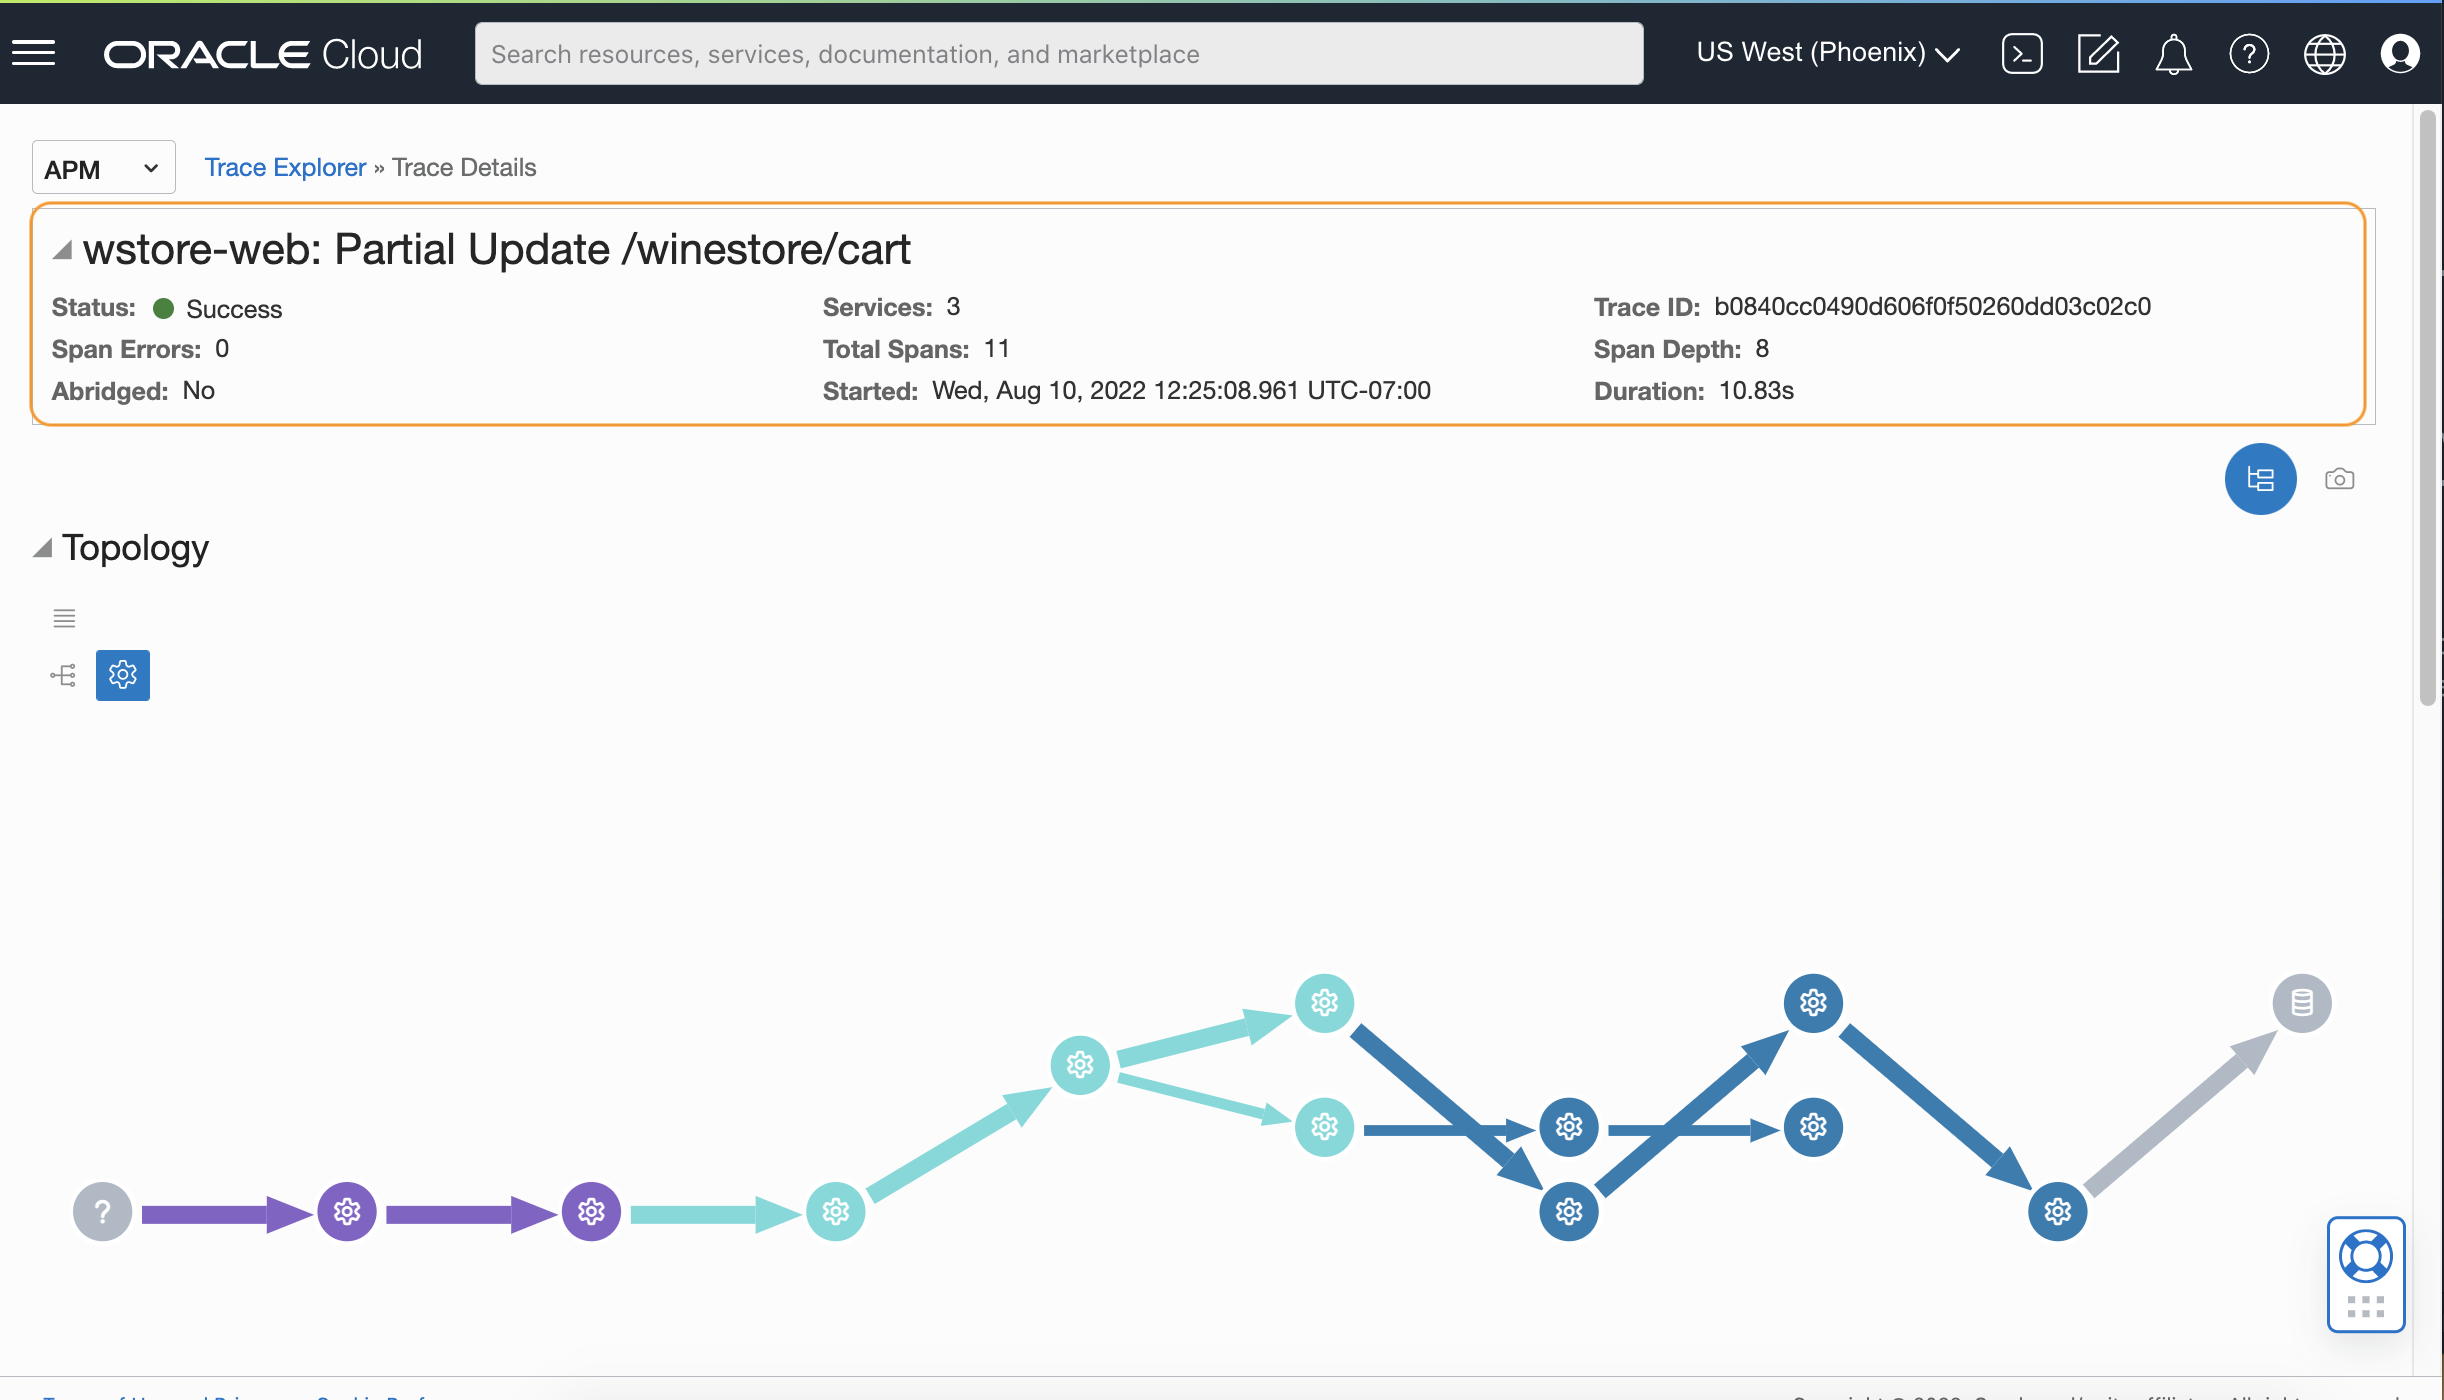 ORACLE Cloud
Search resources, services, documentation, and marketplace
US West (Phoenix)
APM
Trace Explorer » Trace Details
wstore-web: Partial Update /winestore/cart
Status: Success
Services: 3
Trace ID: b0840cc0490d606f0f50260dd03c02c0
Span Errors: 0
Total Spans: 11
Span Depth: 8
Abridged: No
Started: Wed, Aug 10, 2022 12:25:08.961 UTC-07:00
Duration: 10.83s
Topology
?